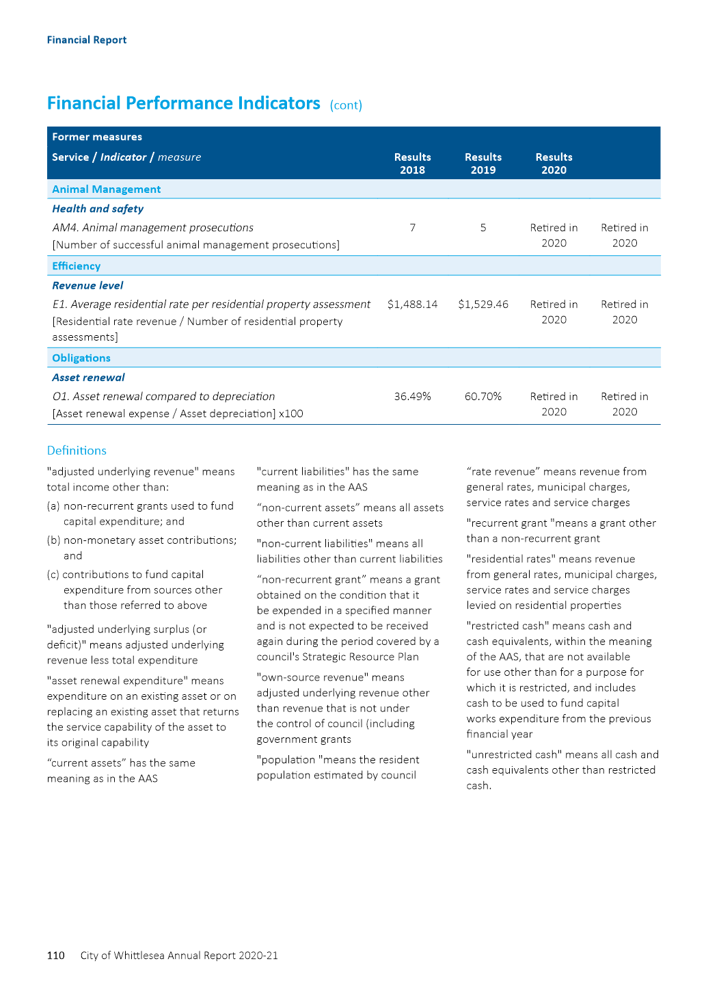 Financial Report
Financial Performance Indicators (cont)
Former measures
Service / Indicator / measure
Results 2018
Results 2019
Results 2020
Animal Management
Health and safety
AM4. Animal management prosecutions 7 5 Retired in 2020 Retired in 2020
[Number of successful animal management prosecutions]
Efficiency
Revenue level
E1. Average residential rate per residential property assessment $1,488.14 $1,529.46 Retired in 2020 Retired in 2020
[Residential rate revenue / Number of residential property
assessments]
Obligations
Asset renewal
O1. Asset renewal compared to depreciation 36.49% 60.70% Retired in 2020 Retired in 2020
[Asset renewal expense / Asset depreciation] x100
Definitions
"adjusted underlying revenue" means
total income other than:
(a) non-recurrent grants used to fund
capital expenditure; and
(b) non-monetary asset contributions;
and
(c) contributions to fund capital
expenditure from sources other
than those referred to above
"adjusted underlying surplus (or
deficit)" means adjusted underlying
revenue less total expenditure
"asset renewal expenditure" means
expenditure on an existing asset or on
replacing an existing asset that returns
the service capability of the asset to
its original capability
“current assets” has the same
meaning as in the AAS
"current liabilities" has the same
meaning as in the AAS
“non-current assets” means all assets
other than current assets
"non-current liabilities" means all
liabilities other than current liabilities
“non-recurrent grant” means a grant
obtained on the condition that it
be expended in a specified manner
and is not expected to be received
again during the period covered by a
council's Strategic Resource Plan
"own-source revenue" means
adjusted underlying revenue other
than revenue that is not under
the control of council (including
government grants
"population "means the resident
population estimated by council
“rate revenue” means revenue from
general rates, municipal charges,
service rates and service charges
"recurrent grant "means a grant other
than a non-recurrent grant
"residential rates" means revenue
from general rates, municipal charges,
service rates and service charges
levied on residential properties
"restricted cash" means cash and
cash equivalents, within the meaning
of the AAS, that are not available
for use other than for a purpose for
which it is restricted, and includes
cash to be used to fund capital
works expenditure from the previous
financial year
"unrestricted cash" means all cash and
cash equivalents other than restricted
cash.
110 City of Whittlesea Annual Report 2020-21